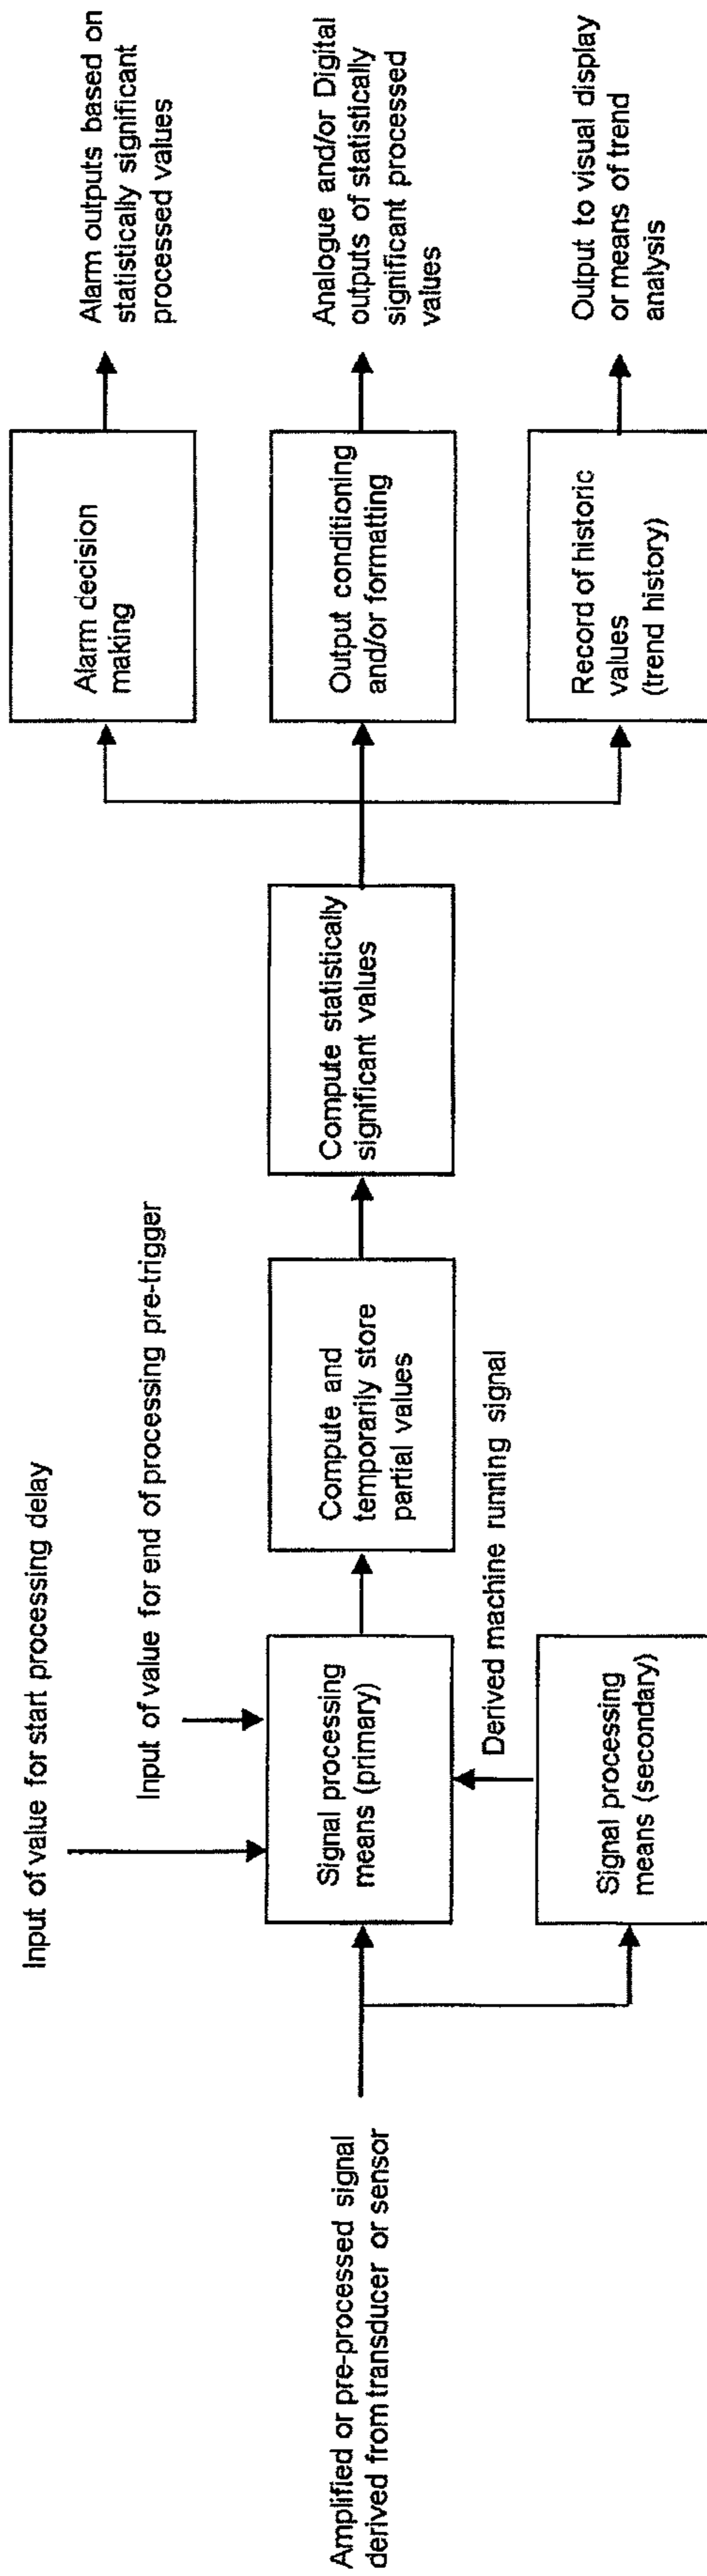 Input of value for start processing delay
Input of value for end of processing pre-trigger
Amplified or pre-processed signal
derived from transducer or sensor
Signal processing
means (primary)
Derived machine running signal
Signal processing
means (secondary)
Compute and
temporarily store
partial values
Compute statistically
significant values
Alarm decision
making
Output conditioning
and/or formatting
Record of historic
values
(trend history)
Alarm outputs based on
statistically significant
processed values
Analogue and/or Digital
outputs of statistically
significant processed
values
Output to visual display
or means of trend
analysis